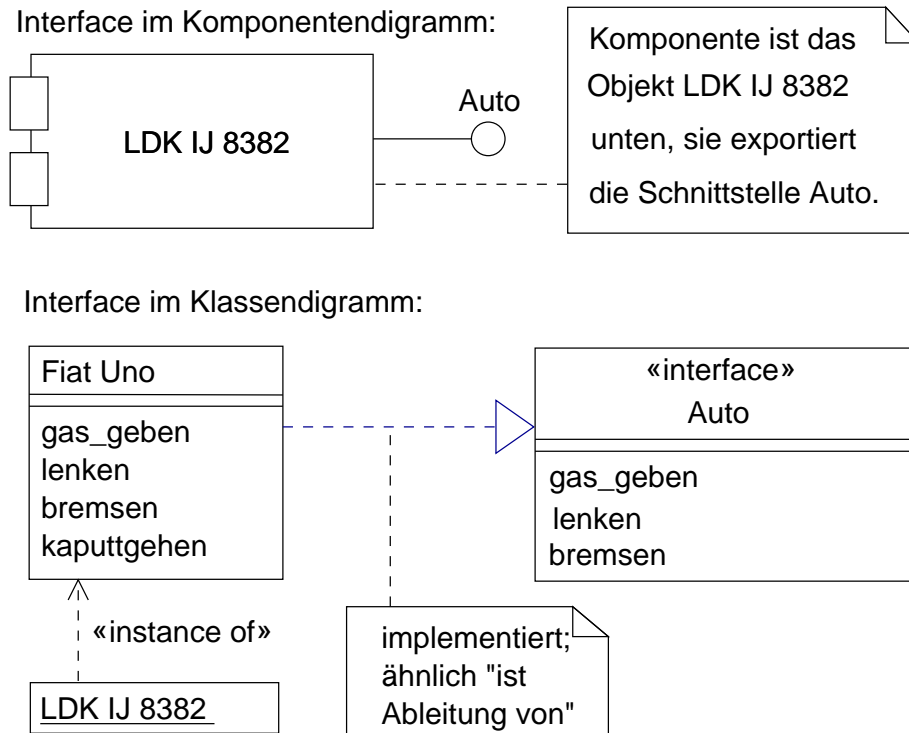 Interface im Komponentendigramm:
LDK IJ 8382
Auto
Komponente ist das
Objekt LDK IJ 8382
unten, sie exportiert
die Schnittstelle Auto.
Interface im Klassendigramm:
Fiat Uno
gas_geben
lenken
bremsen
kaputtgehen
«interface»
Auto
gas_geben
lenken
bremsen
«instance of»
LDK IJ 8382
implementiert;
ähnlich "ist
Ableitung von"